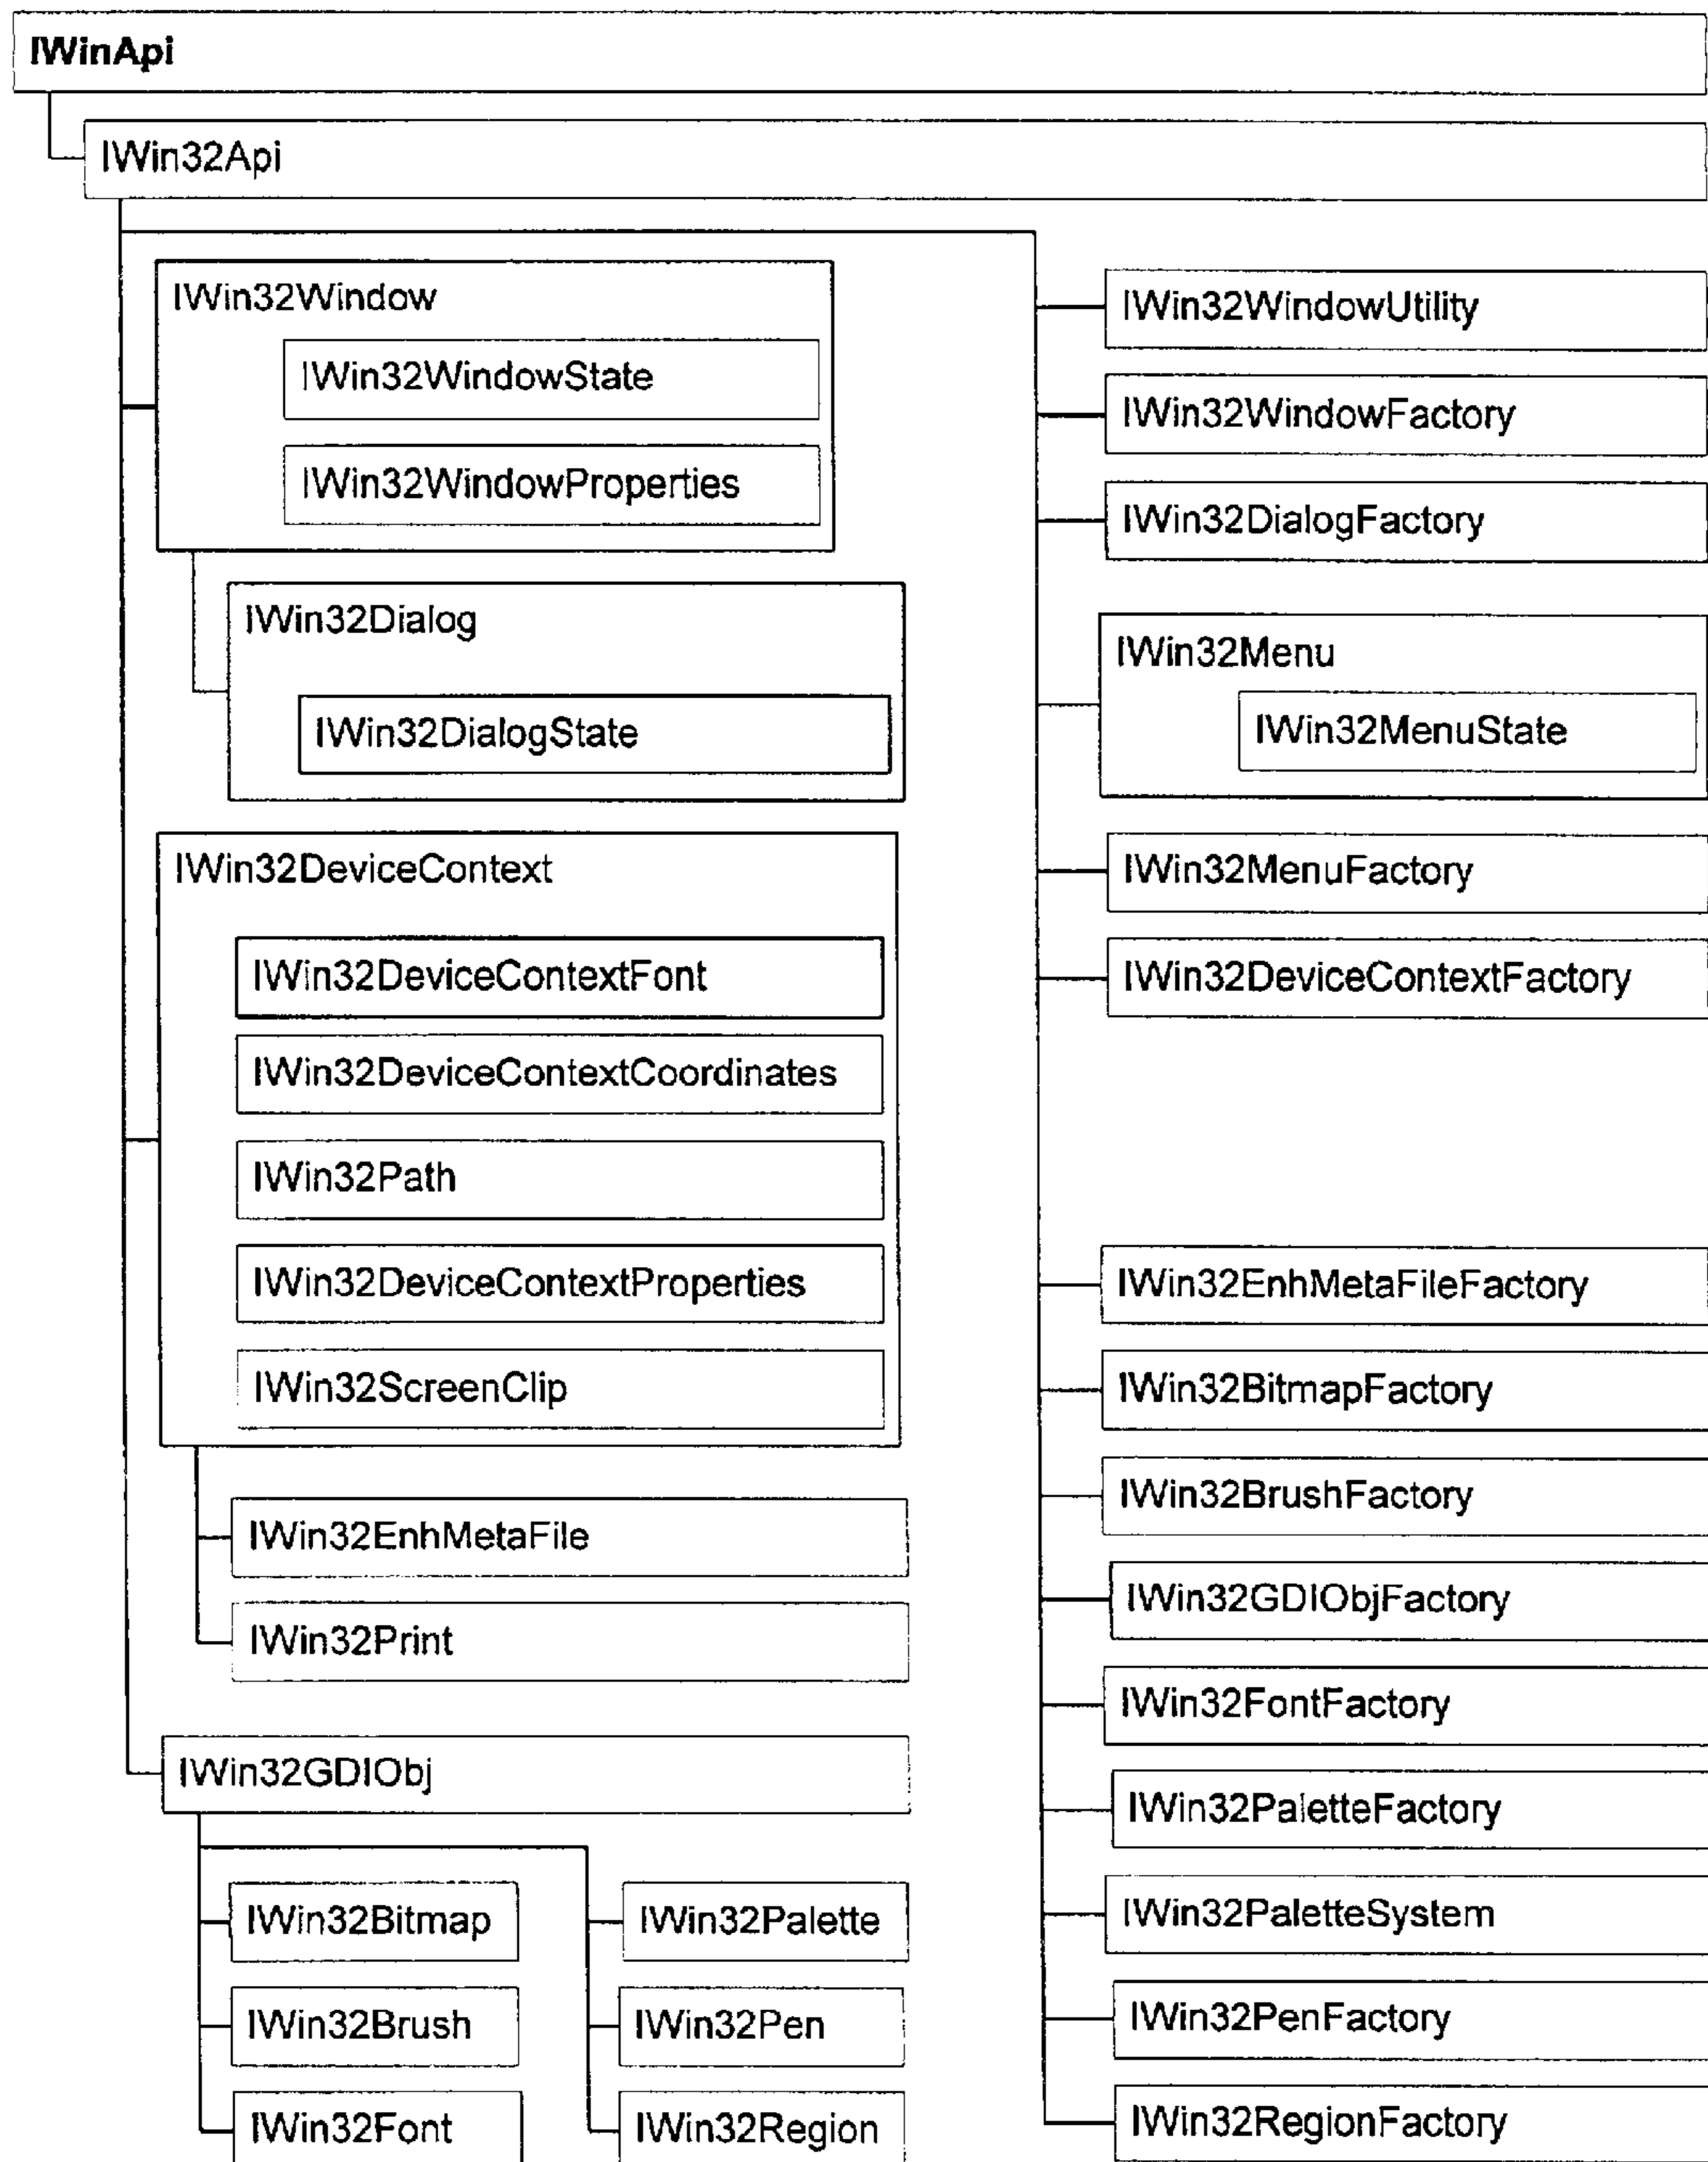 IWinApi
IWin32Api
IWin32Window
IWin32WindowState
IWin32WindowProperties
IWin32Dialog
IWin32DialogState
IWin32DeviceContext
IWin32DeviceContextFont
IWin32DeviceContextCoordinates
IWin32Path
IWin32DeviceContextProperties
IWin32ScreenClip
IWin32EnhMetaFile
IWin32Print
IWin32GDIObj
IWin32Bitmap
IWin32Brush
IWin32Font
IWin32Palette
IWin32Pen
IWin32Region
IWin32WindowUtility
IWin32WindowFactory
IWin32DialogFactory
IWin32Menu
IWin32MenuState
IWin32MenuFactory
IWin32DeviceContextFactory
IWin32EnhMetaFileFactory
IWin32BitmapFactory
IWin32BrushFactory
IWin32GDIObjFactory
IWin32FontFactory
IWin32PaletteFactory
IWin32PaletteSystem
IWin32PenFactory
IWin32RegionFactory